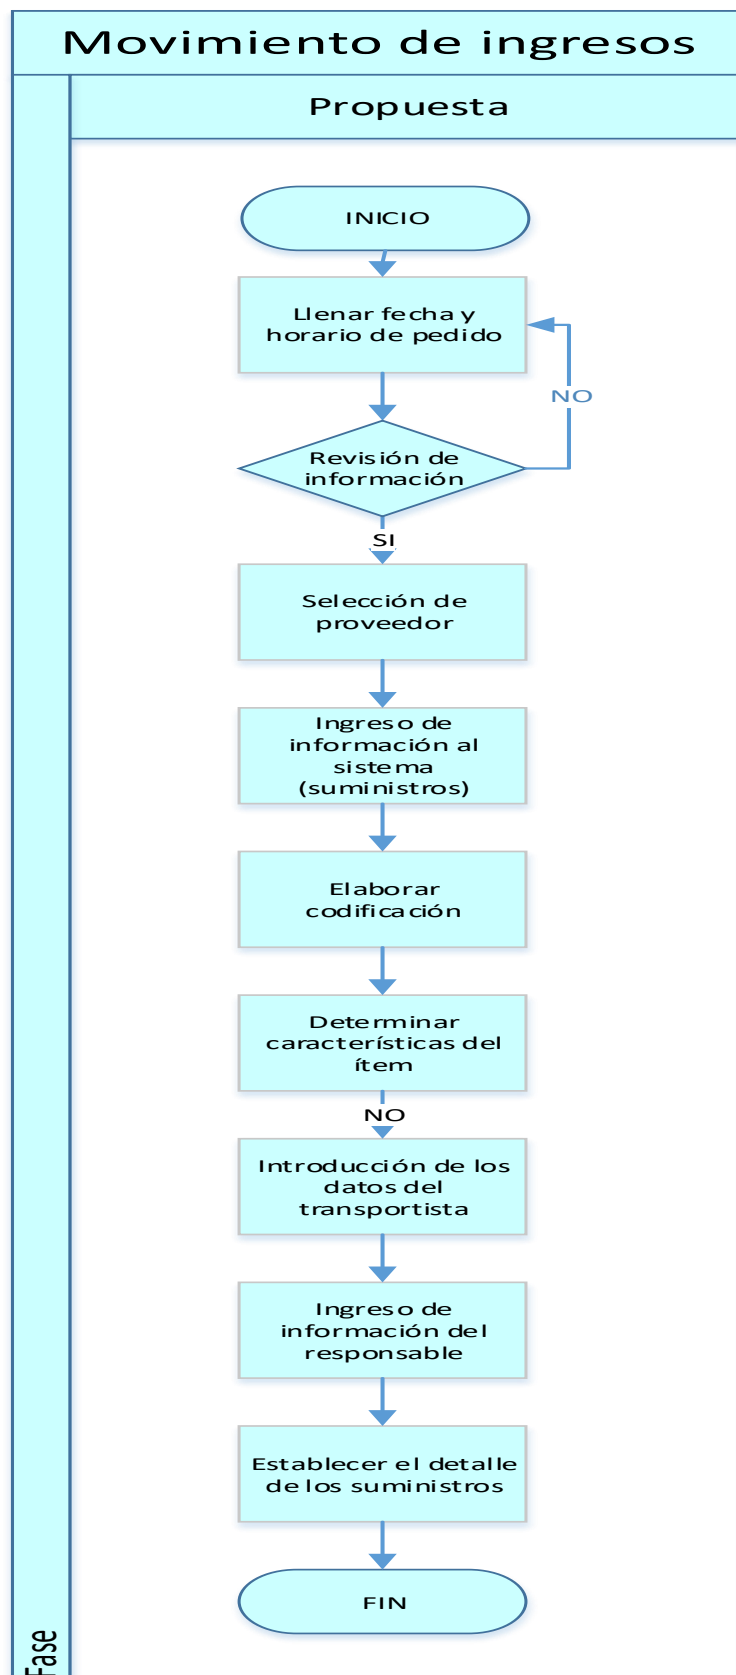 Movimiento de ingresos
Propuesta
INICIO
Llenar fecha y
horario de pedido
NO
Revisión de
información
SI
Selección de
proveedor
Ingreso de
información al
sistema
(suministros)
Elaborar
codificación
Determinar
características del
ítem
NO
Introducción de los
datos del
transportista
Ingreso de
información del
responsable
Establecer el detalle
de los suministros
FIN
Fase